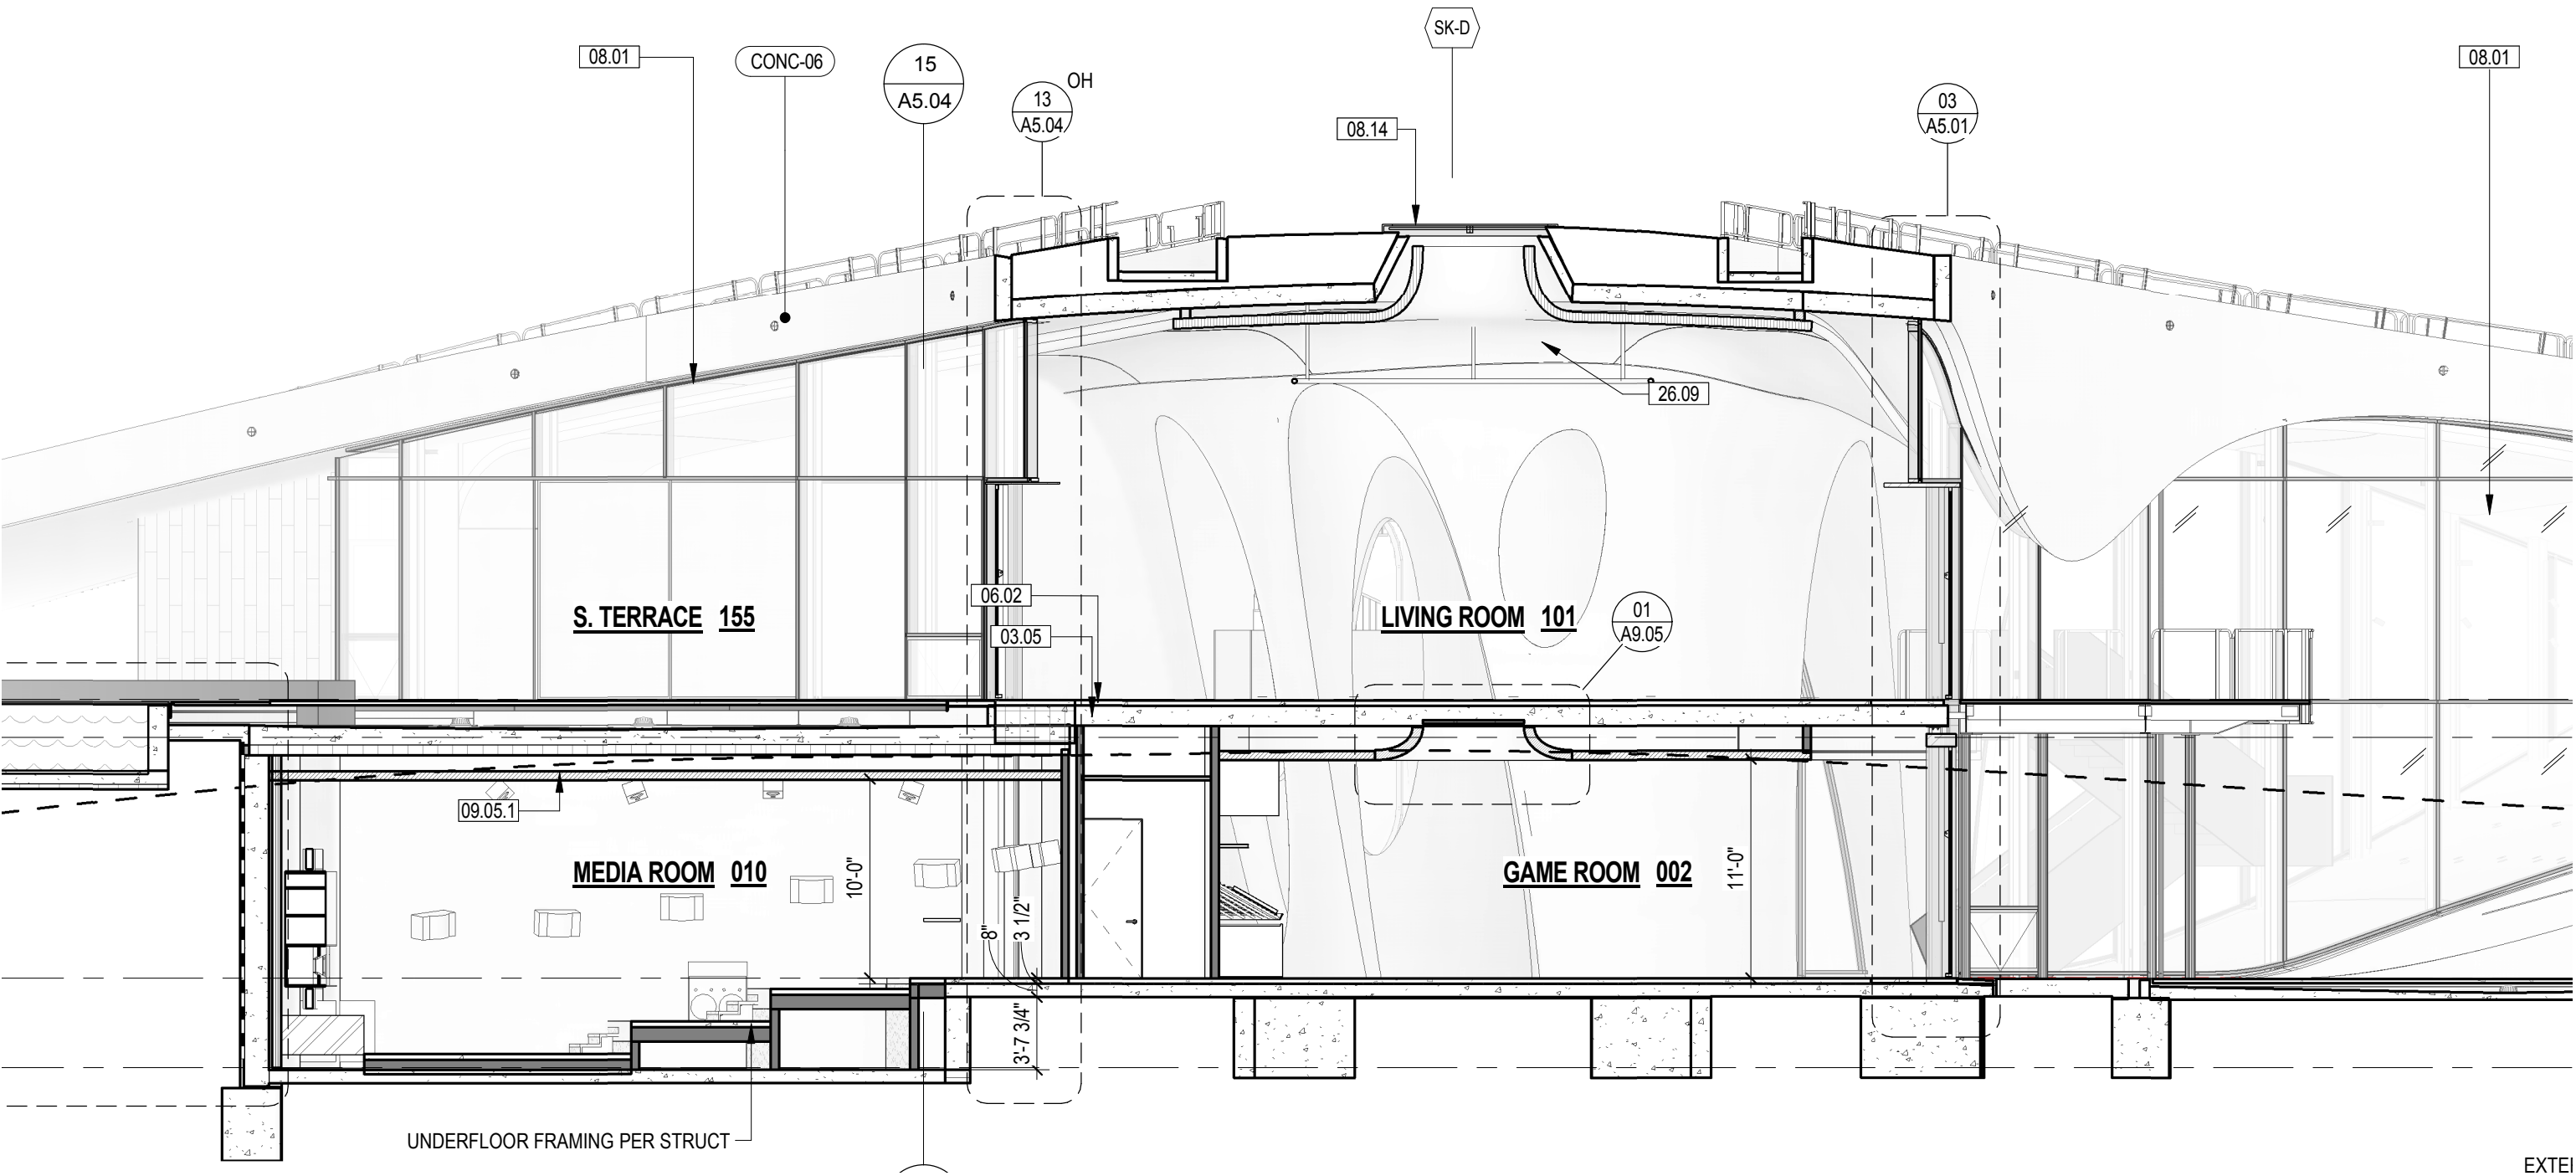 SK-D
08.01
CONC-06
15
A5.04
13
A5.04
OH
08.14
03
A5.01
08.01
26.09
06.02
03.05
S. TERRACE 155
LIVING ROOM 101
01
A9.05
09.05.1
MEDIA ROOM 010
10'-0"
8"
3 1/2"
3'-7 3/4"
GAME ROOM 002
11'-0"
UNDERFLOOR FRAMING PER STRUCT
EXTE